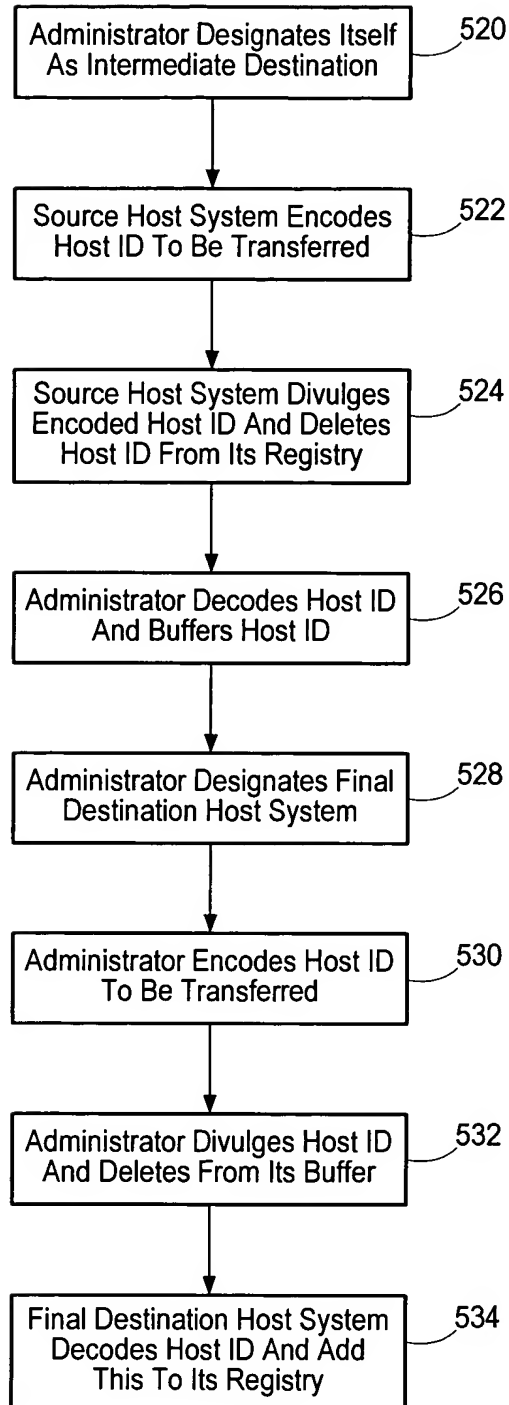 Administrator Designates Itself
As Intermediate Destination
520
Source Host System Encodes
Host ID To Be Transferred
522
Source Host System Divulges
Encoded Host ID And Deletes
Host ID From Its Registry
524
Administrator Decodes Host ID
And Buffers Host ID
526
Administrator Designates Final
Destination Host System
528
Administrator Encodes Host ID
To Be Transferred
530
Administrator Divulges Host ID
And Deletes From Its Buffer
532
Final Destination Host System
Decodes Host ID And Add
This To Its Registry
534